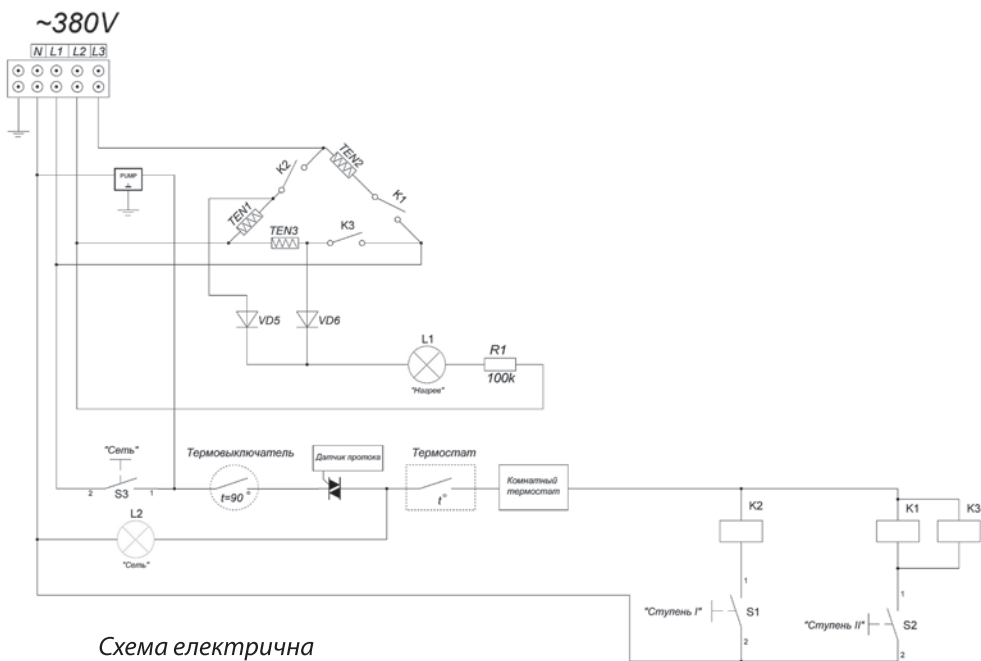 ~380V
N L1 L2 L3
PUMP
K2
TEN2
TEN1
K1
TEN3
K3
VD5
VD6
L1
"Нагрев"
R1
100k
"Сеть"
2
S3
1
Термовыключатель
t=90°
Датчик протока
Термостат
t°
Комнатный
термостат
L2
"Сеть"
K2
K1
K3
1
"Ступень I"
S1
2
1
"Ступень II"
S2
2
Схема електрична